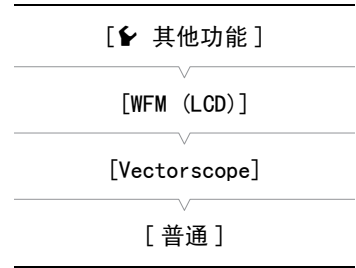 [ 其他功能 ]
[WFM (LCD)]
[Vectorscope]
[ 普通 ]